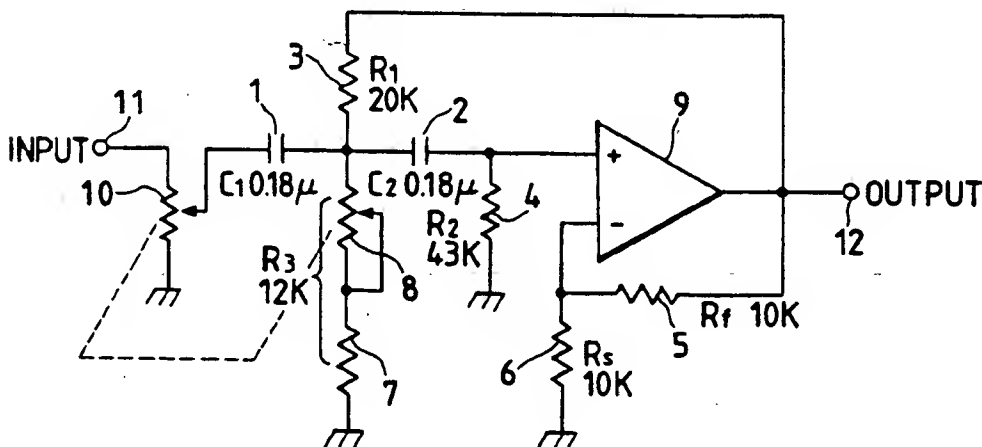 3
R1
20K
11
1
2
9
INPUT
10
C1 0.18μ
C2 0.18μ
+
−
OUTPUT
12
4
R2
43K
R3
12K
8
5
Rf 10K
6
Rs
10K
7